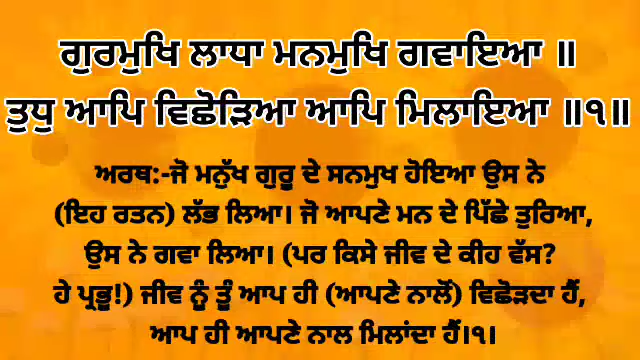 ਗੁਰਮੁਖਿ ਲਾਧਾ ਮਨਮੁਖਿ ਗਵਾਇਆ ॥
ਤੁਧੁ ਆਪਿ ਵਿਛੋੜਿਆ ਆਪਿ ਮਿਲਾਇਆ ॥੧॥
ਅਰਥ:-ਜੋ ਮਨੁੱਖ ਗੁਰੂ ਦੇ ਸਨਮੁਖ ਹੋਇਆ ਉਸ ਨੇ
(ਇਹ ਰਤਨ) ਲੱਭ ਲਿਆ। ਜੋ ਆਪਣੇ ਮਨ ਦੇ ਪਿੱਛੇ ਤੁਰਿਆ,
ਉਸ ਨੇ ਗਵਾ ਲਿਆ। (ਪਰ ਕਿਸੇ ਜੀਵ ਦੇ ਕੀਹ ਵੱਸ?
ਹੇ ਪ੍ਰਭੂ!) ਜੀਵ ਨੂੰ ਤੂੰ ਆਪ ਹੀ (ਆਪਣੇ ਨਾਲੋਂ) ਵਿਛੋੜਦਾ ਹੈਂ,
ਆਪ ਹੀ ਆਪਣੇ ਨਾਲ ਮਿਲਾਂਦਾ ਹੈਂ।੧।